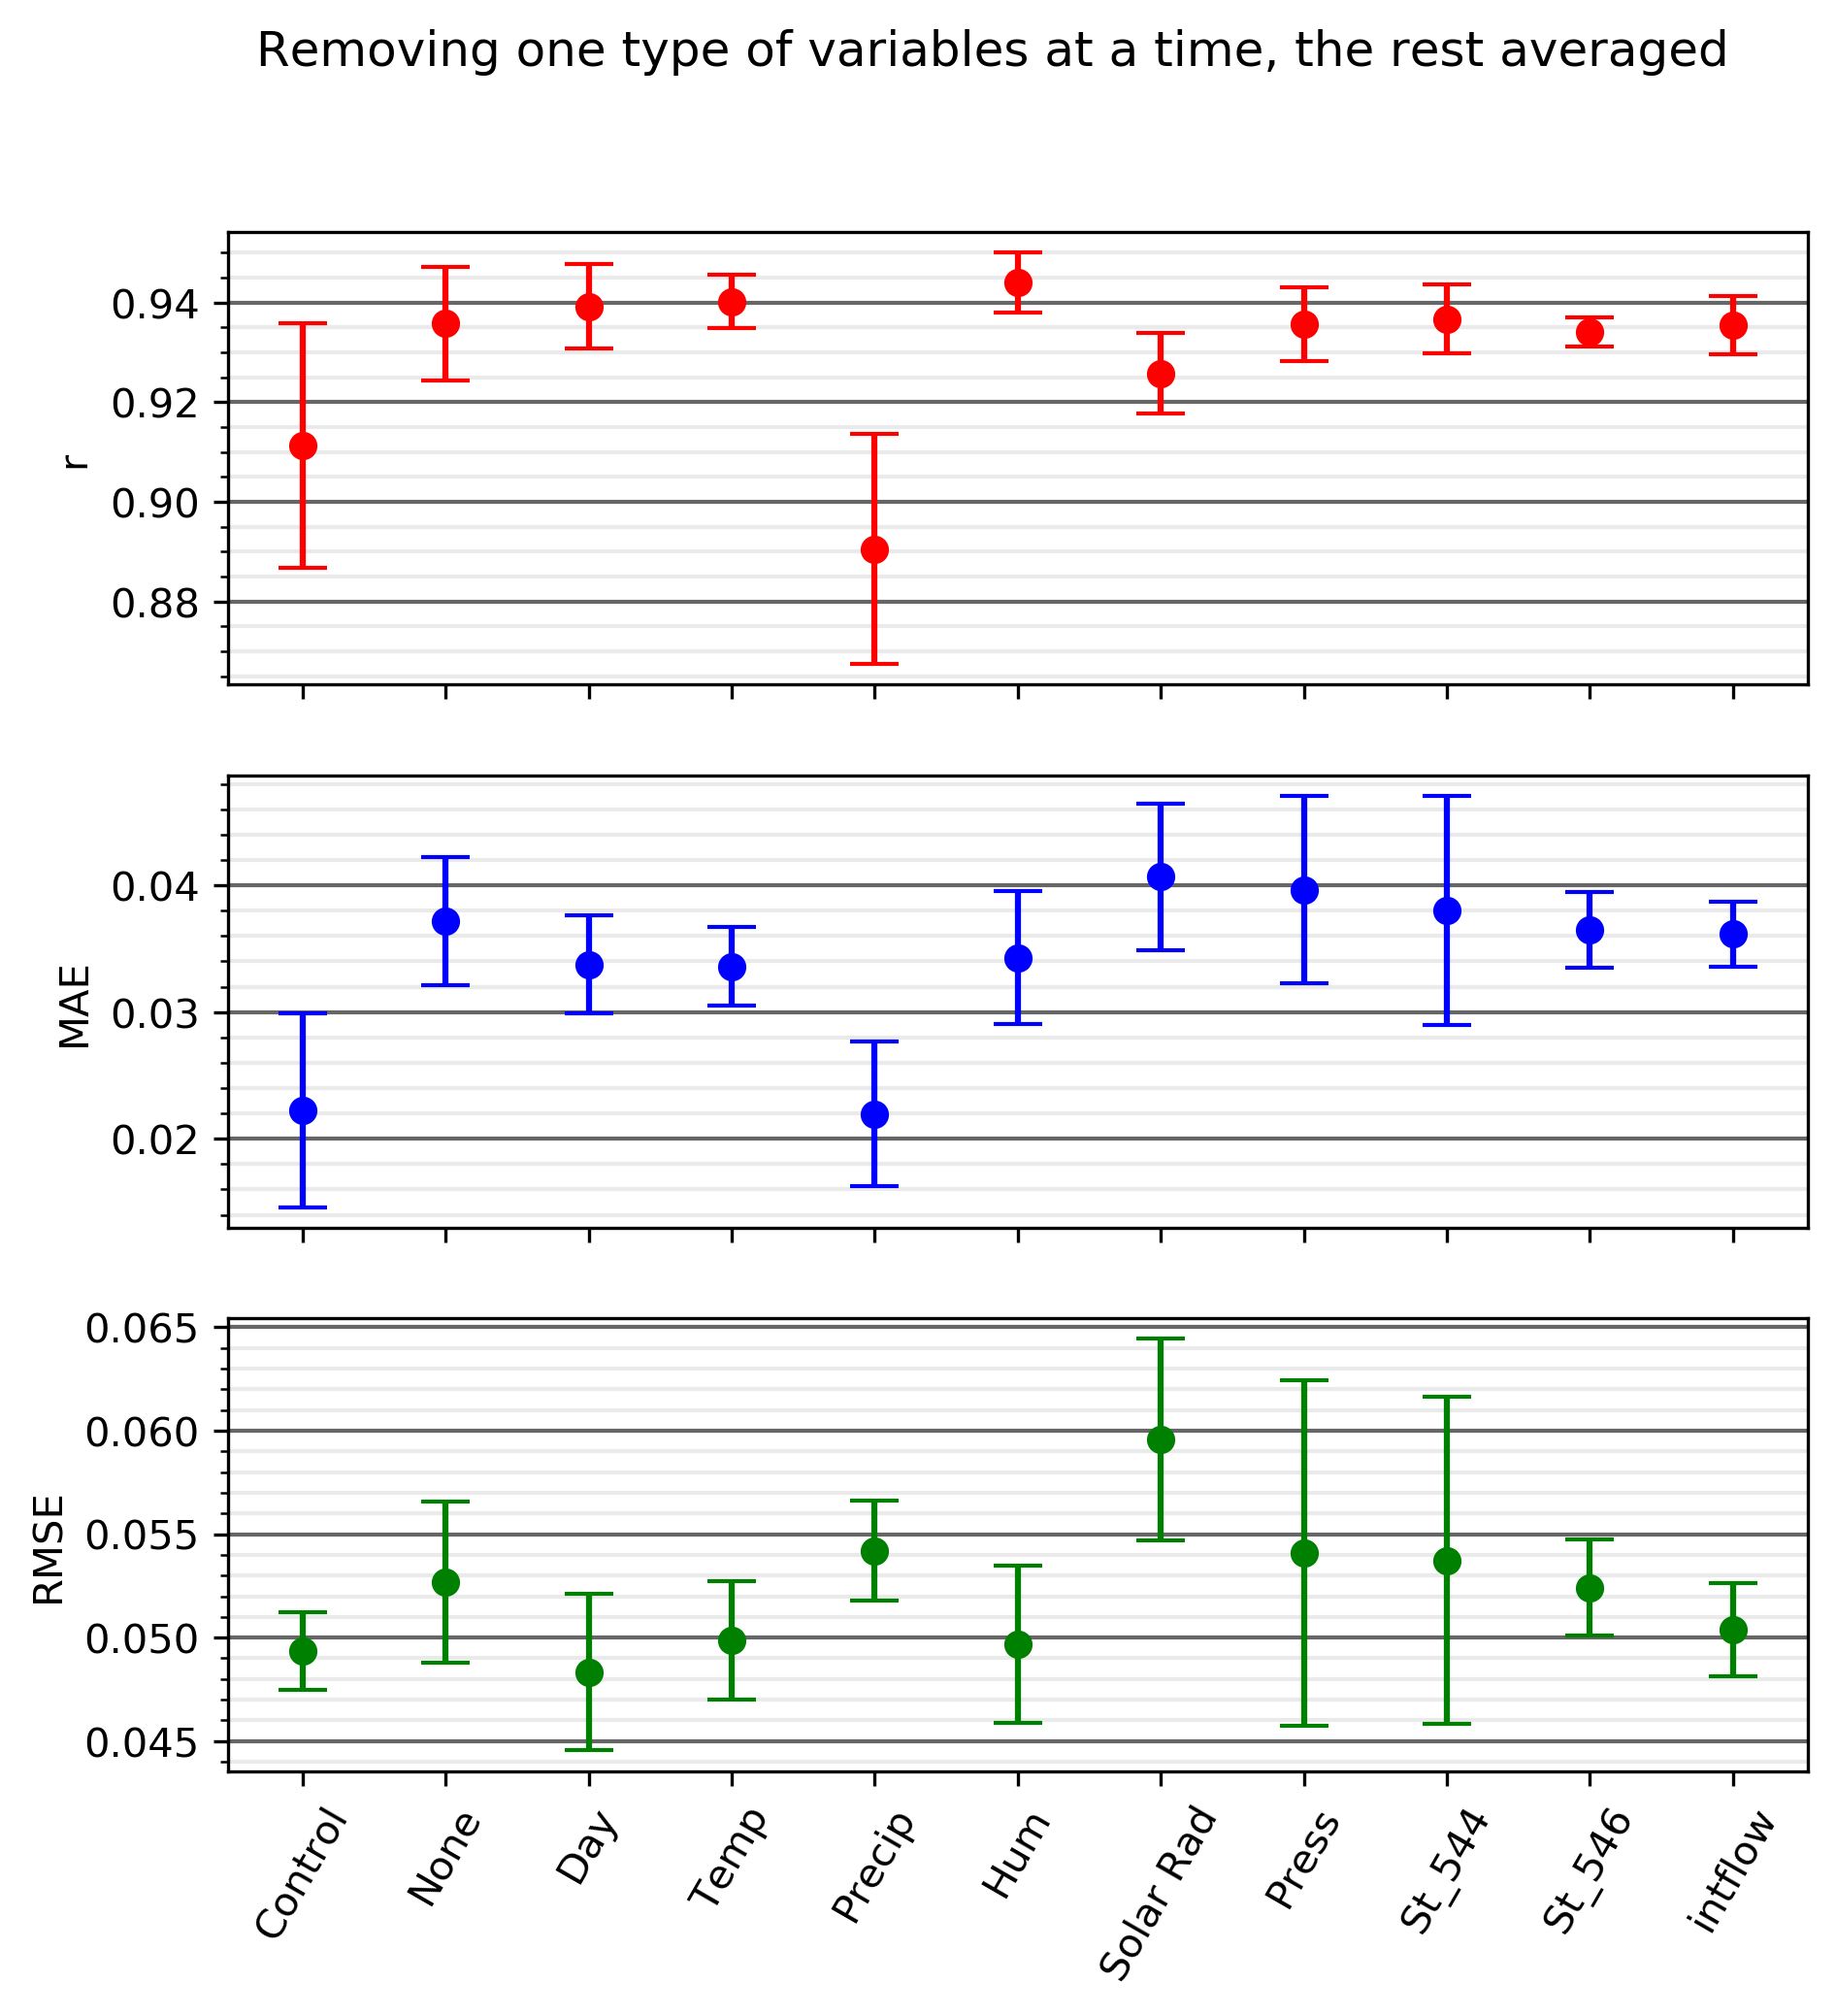 Removing one type of variables at a time, the rest averaged
0.94
0.92
0.90
0.88
r
0.04
0.03
0.02
MAE
0.065
0.060
0.055
0.050
0.045
RMSE
Control
None
Day
Temp
Precip
Hum
Solar Rad
Press
St_544
St_546
intflow